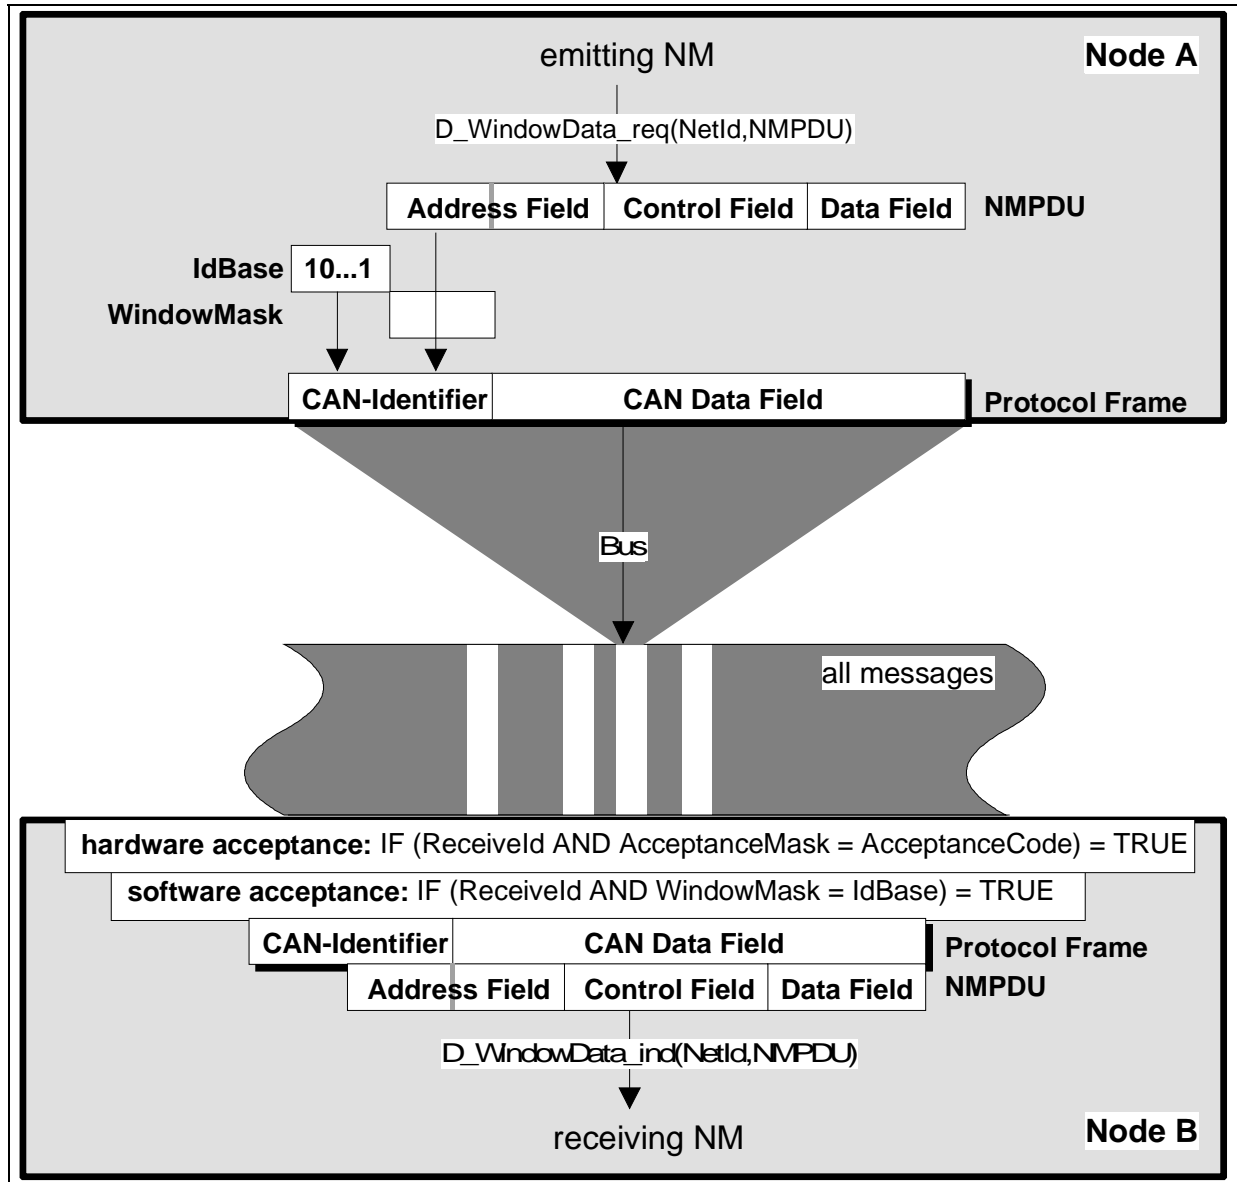 emitting NM
Node A
D_WindowData_req(NetId,NMPDU)
Address Field Control Field Data Field NMPDU
IdBase 10...1
WindowMask
CAN-Identifier CAN Data Field Protocol Frame
Bus
all messages
hardware acceptance: IF (ReceiveId AND AcceptanceMask = AcceptanceCode) = TRUE
software acceptance: IF (ReceiveId AND WindowMask = IdBase) = TRUE
CAN-Identifier CAN Data Field Protocol Frame
Address Field Control Field Data Field NMPDU
D_WindowData_ind(NetId,NMPDU)
receiving NM
Node B